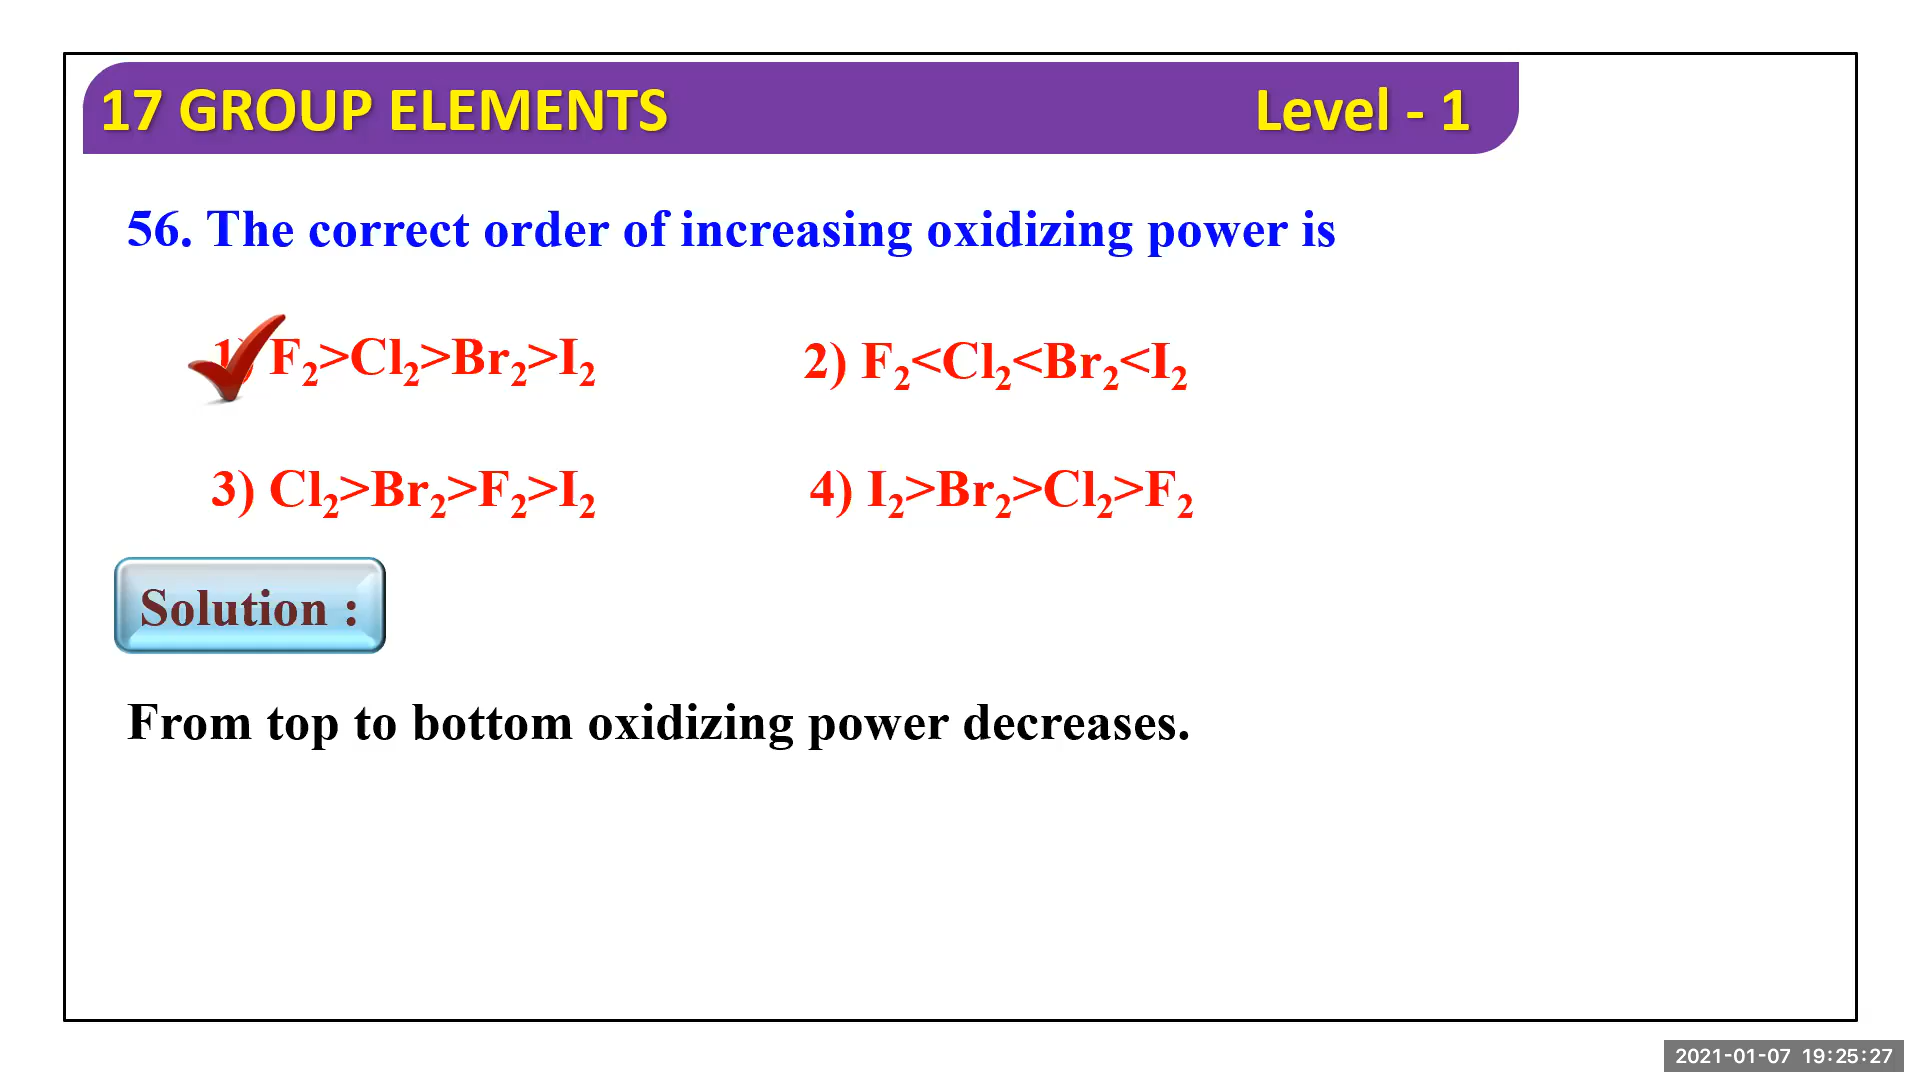 17 GROUP ELEMENTS Level - 1
56. The correct order of increasing oxidizing power is
1) F₂>Cl₂>Br₂>I₂ 2) F₂<Cl₂<Br₂<I₂
3) Cl₂>Br₂>F₂>I₂ 4) I₂>Br₂>Cl₂>F₂
Solution :
From top to bottom oxidizing power decreases.
2021-01-07 19:25:27